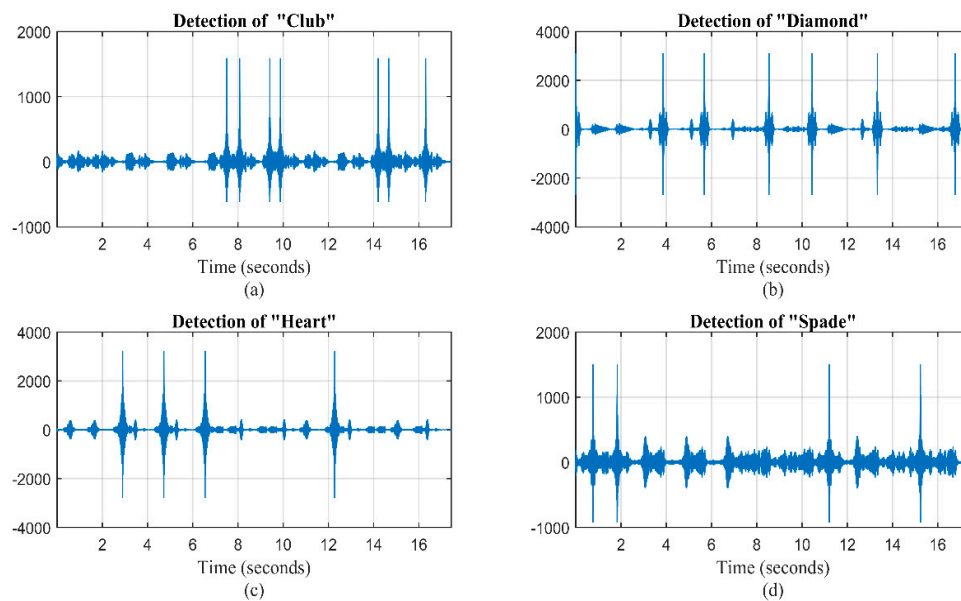 Detection of "Club"
2000
1000
0
-1000
2 4 6 8 10 12 14 16
Time (seconds)
(a)
Detection of "Diamond"
4000
2000
0
-2000
-4000
2 4 6 8 10 12 14 16
Time (seconds)
(b)
Detection of "Heart"
4000
2000
0
-2000
-4000
2 4 6 8 10 12 14 16
Time (seconds)
(c)
Detection of "Spade"
2000
1000
0
-1000
2 4 6 8 10 12 14 16
Time (seconds)
(d)